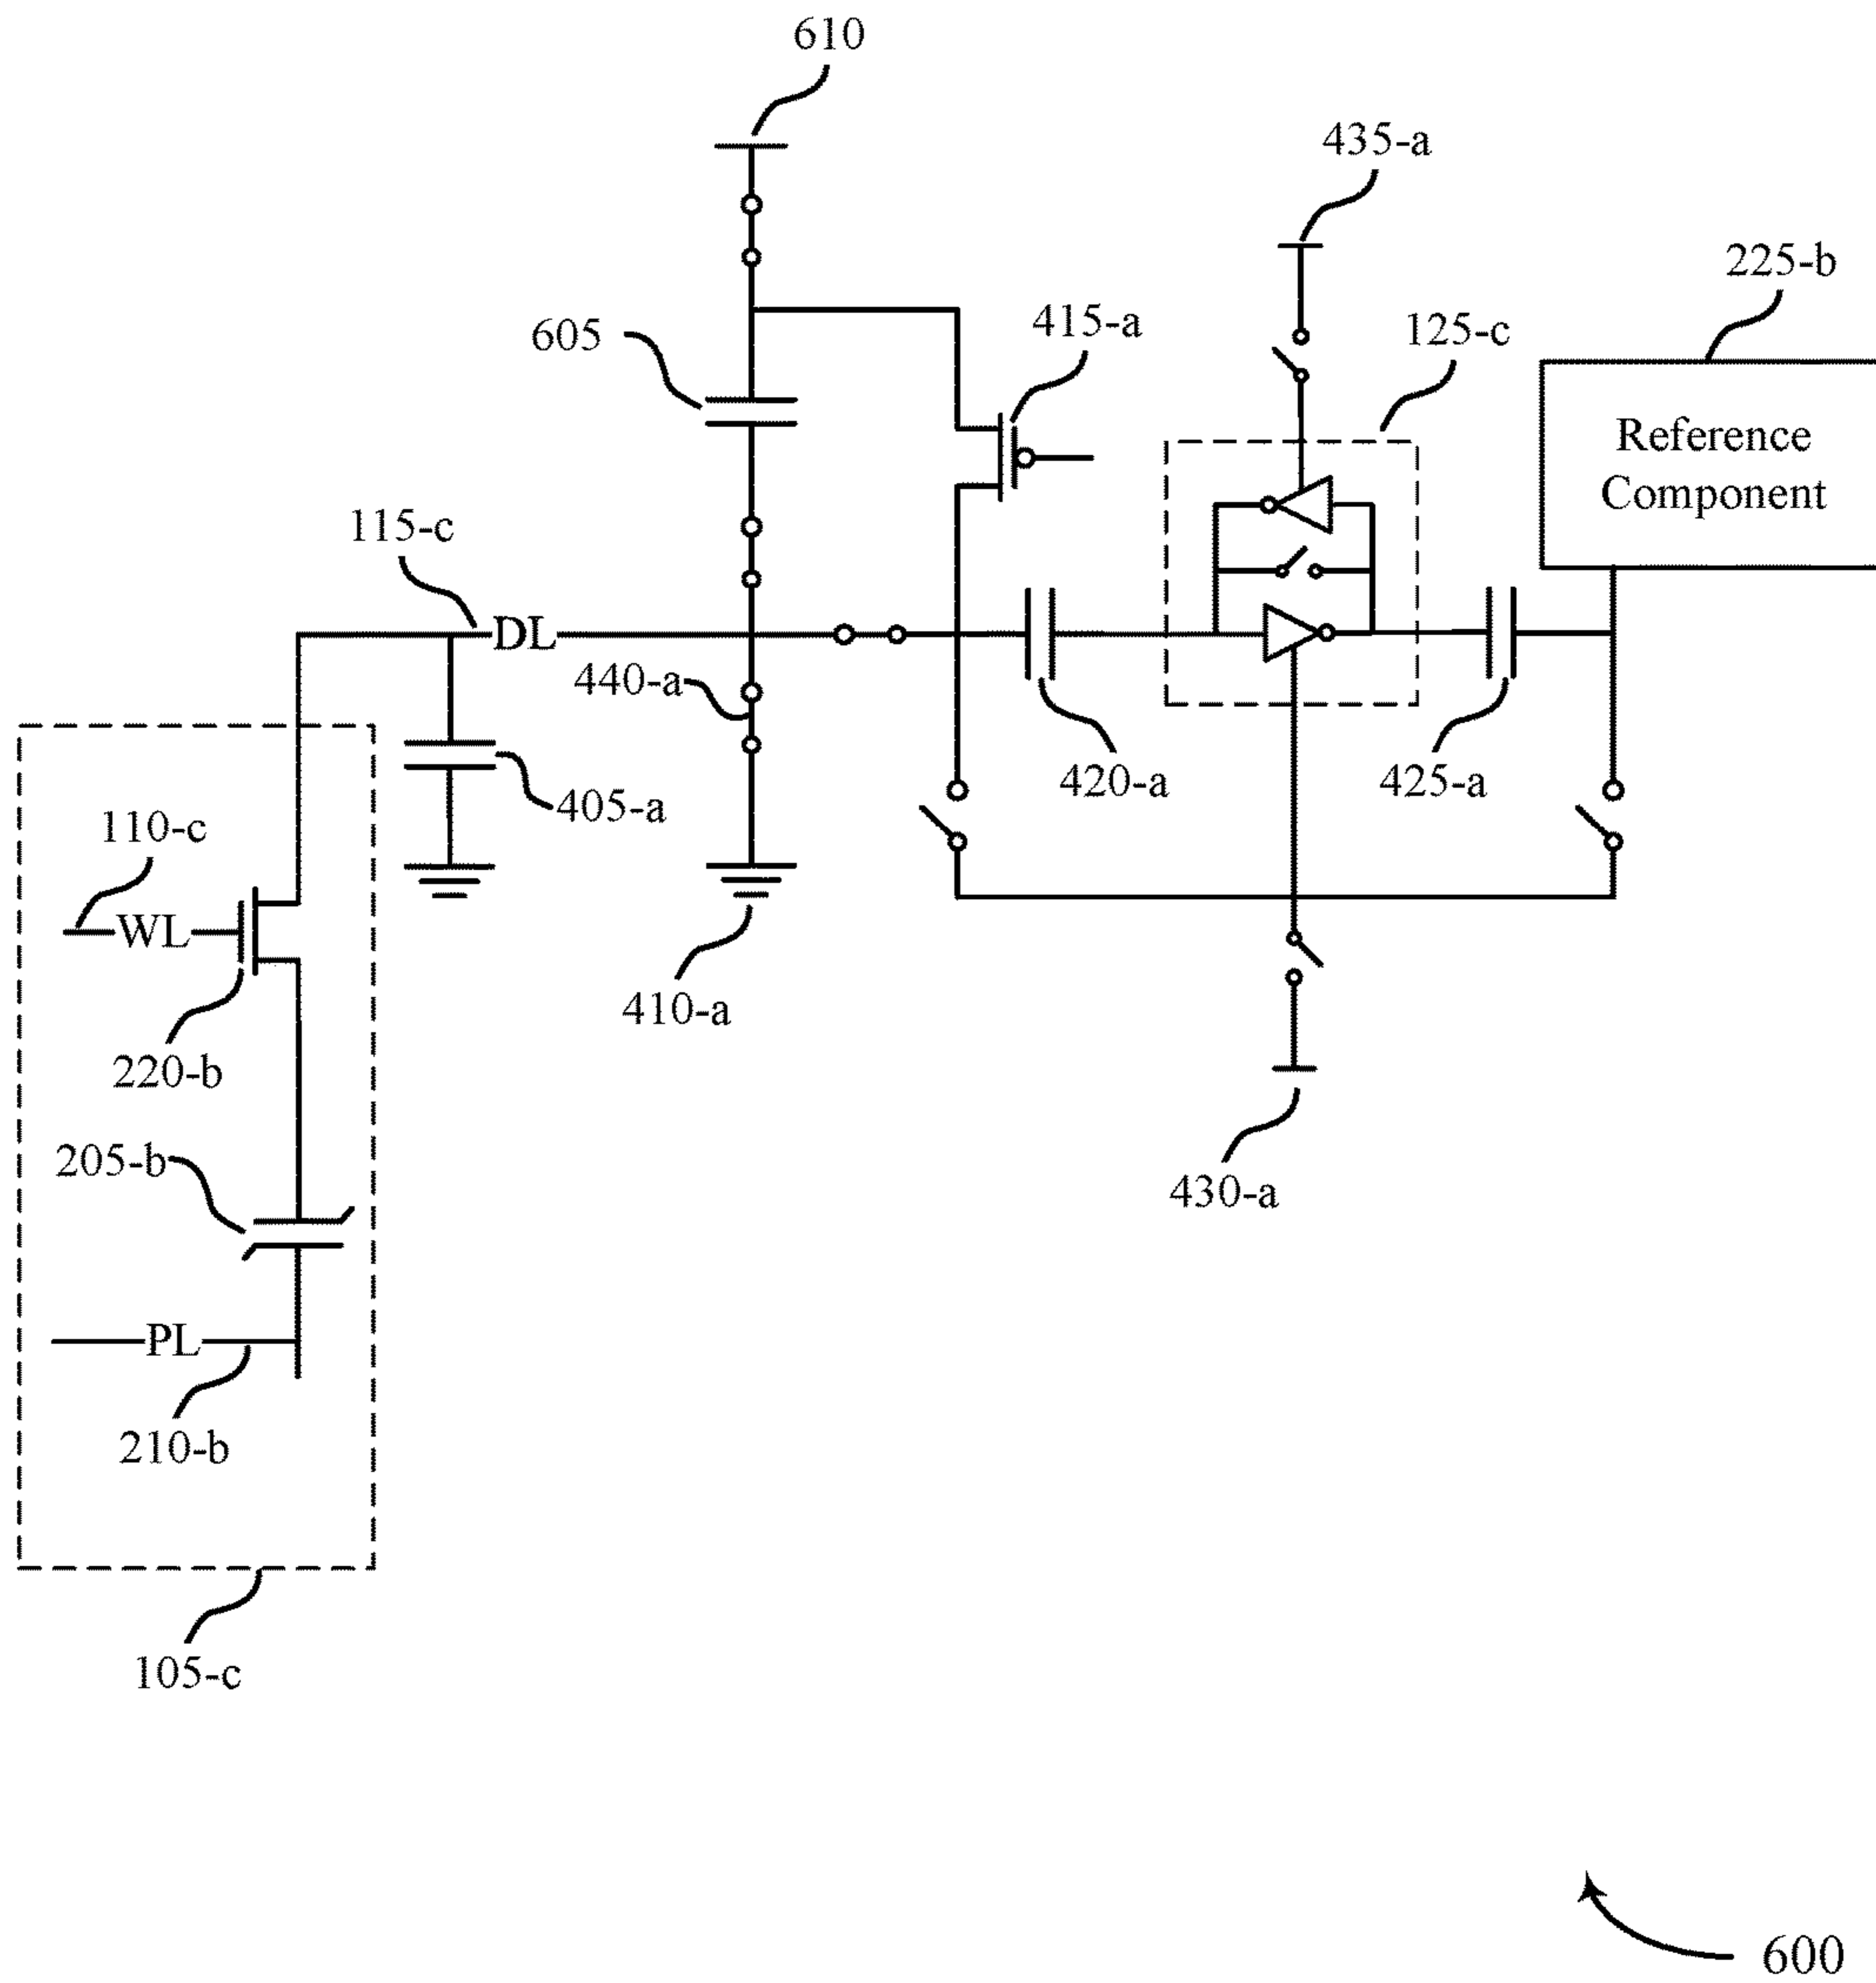 610
435-a
225-b
415-a
125-c
605
Reference
Component
115-c
DL
440-a
420-a
425-a
405-a
110-c
WL
410-a
220-b
205-b
430-a
PL
210-b
105-c
600